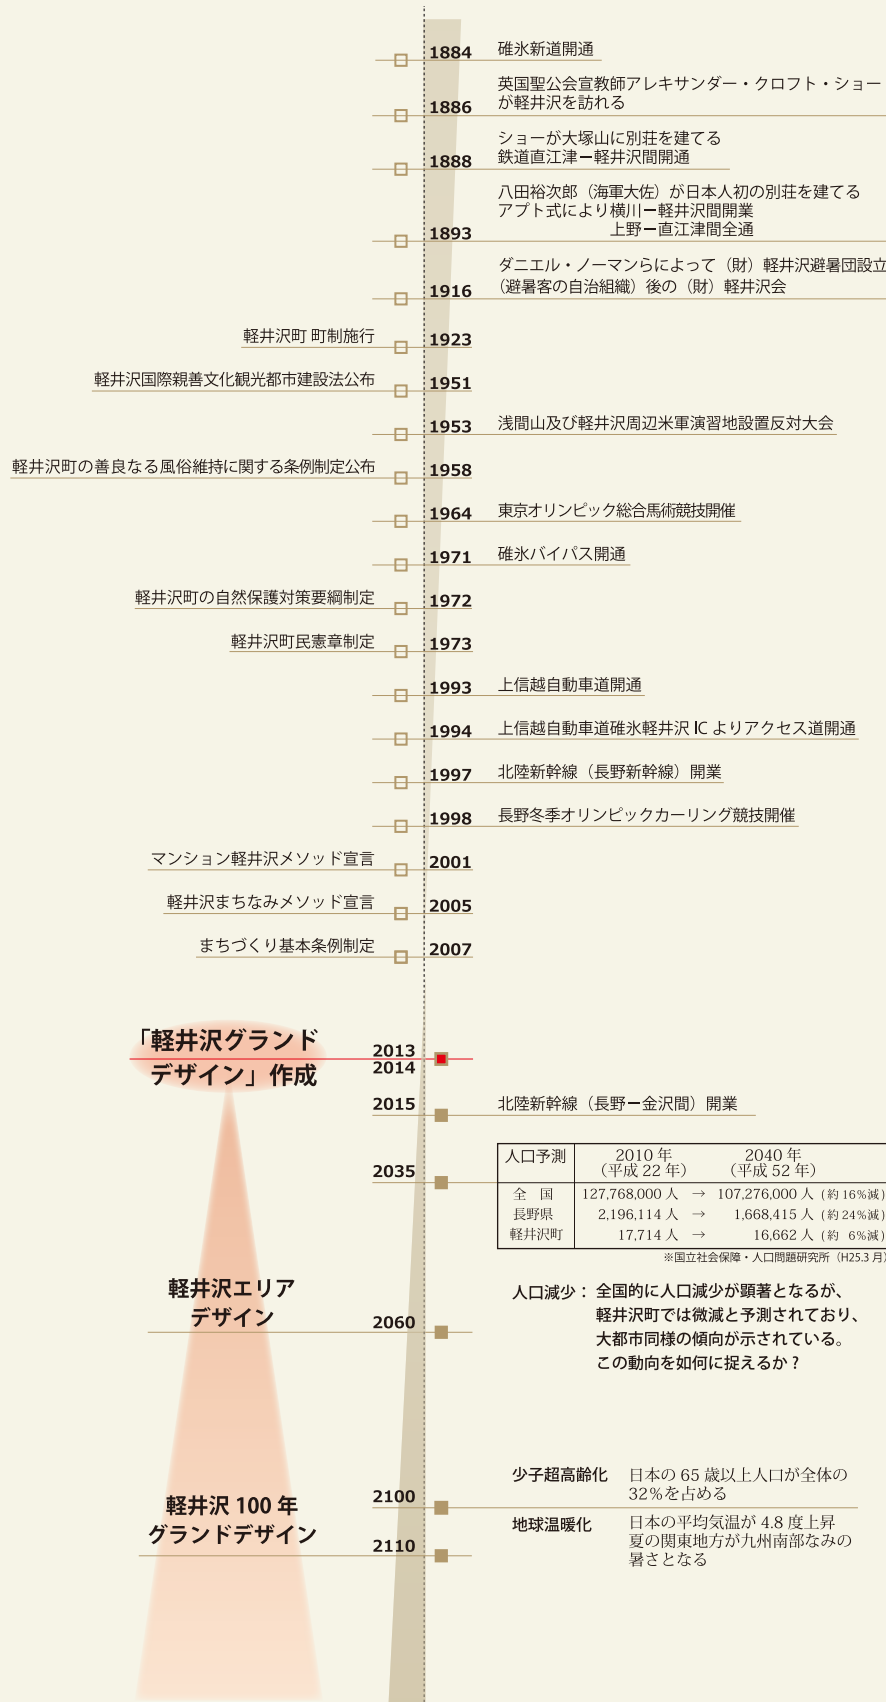 1884 碓氷新道開通
英国聖公会宣教師アレキサンダー・クロフト・ショー
1886 が軽井沢を訪れる
ショーが大塚山に別荘を建てる
1888 鉄道直江津ー軽井沢間開通
八田裕次郎（海軍大佐）が日本人初の別荘を建てる
アプト式により横川ー軽井沢間開業
1893 上野ー直江津間全通
ダニエル・ノーマンらによって（財）軽井沢避暑団設立
1916 （避暑客の自治組織）後の（財）軽井沢会
軽井沢町 町制施行 1923
軽井沢国際親善文化観光都市建設法公布 1951
1953 浅間山及び軽井沢周辺米軍演習地設置反対大会
軽井沢町の善良なる風俗維持に関する条例制定公布 1958
1964 東京オリンピック総合馬術競技開催
1971 碓氷バイパス開通
軽井沢町の自然保護対策要綱制定 1972
軽井沢町民憲章制定 1973
1993 上信越自動車道開通
1994 上信越自動車道碓氷軽井沢 IC よりアクセス道開通
1997 北陸新幹線（長野新幹線）開業
1998 長野冬季オリンピックカーリング競技開催
マンション軽井沢メソッド宣言 2001
軽井沢まちなみメソッド宣言 2005
まちづくり基本条例制定 2007
「軽井沢グランド
デザイン」作成
2013
2014
2015 北陸新幹線（長野ー金沢間）開業
2035
人口予測 2010 年 2040 年
（平成 22 年） （平成 52 年）
全 国 127,768,000 人 → 107,276,000 人（約 16%減）
長野県 2,196,114 人 → 1,668,415 人（約 24%減）
軽井沢町 17,714 人 → 16,662 人（約 6%減）
※国立社会保障・人口問題研究所（H25.3 月）
軽井沢エリア
デザイン
2060
人口減少： 全国的に人口減少が顕著となるが、
軽井沢町では微減と予測されており、
大都市同様の傾向が示されている。
この動向を如何に捉えるか？
軽井沢 100 年
グランドデザイン
2100
少子超高齢化 日本の 65 歳以上人口が全体の
32%を占める
2110
地球温暖化 日本の平均気温が 4.8 度上昇
夏の関東地方が九州南部なみの
暑さとなる